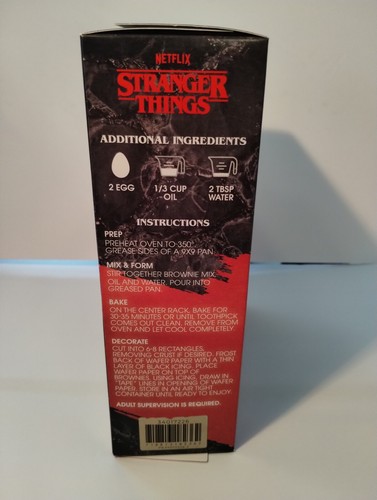 NETFLIX
STRANGER
THINGS
ADDITIONAL INGREDIENTS
2 EGG
1/3 CUP
OIL
2 TBSP
WATER
INSTRUCTIONS
PREP
PREHEAT OVEN TO 350°
GREASE SIDES OF A 9X9 PAN
MIX & FORM
STIR TOGETHER BROWNIE MIX,
OIL AND WATER. POUR INTO
GREASED PAN.
BAKE
ON THE CENTER RACK, BAKE FOR
30-35 MINUTES OR UNTIL TOOTHPICK
COMES OUT CLEAN. REMOVE FROM
OVEN AND LET COOL COMPLETELY.
DECORATE
CUT INTO 6-8 RECTANGLES,
REMOVING CRUST IF DESIRED. FROST
BACK OF WAFER PAPER WITH A THIN
LAYER OF BLACK ICING. PLACE
WAFER PAPER ON TOP OF
BROWNIES. USING ICING, DRAW IN
"TAPE" LINES IN OPENING OF WAFER
PAPER. STORE IN AN AIR TIGHT
CONTAINER UNTIL READY TO ENJOY.
ADULT SUPERVISION IS REQUIRED.